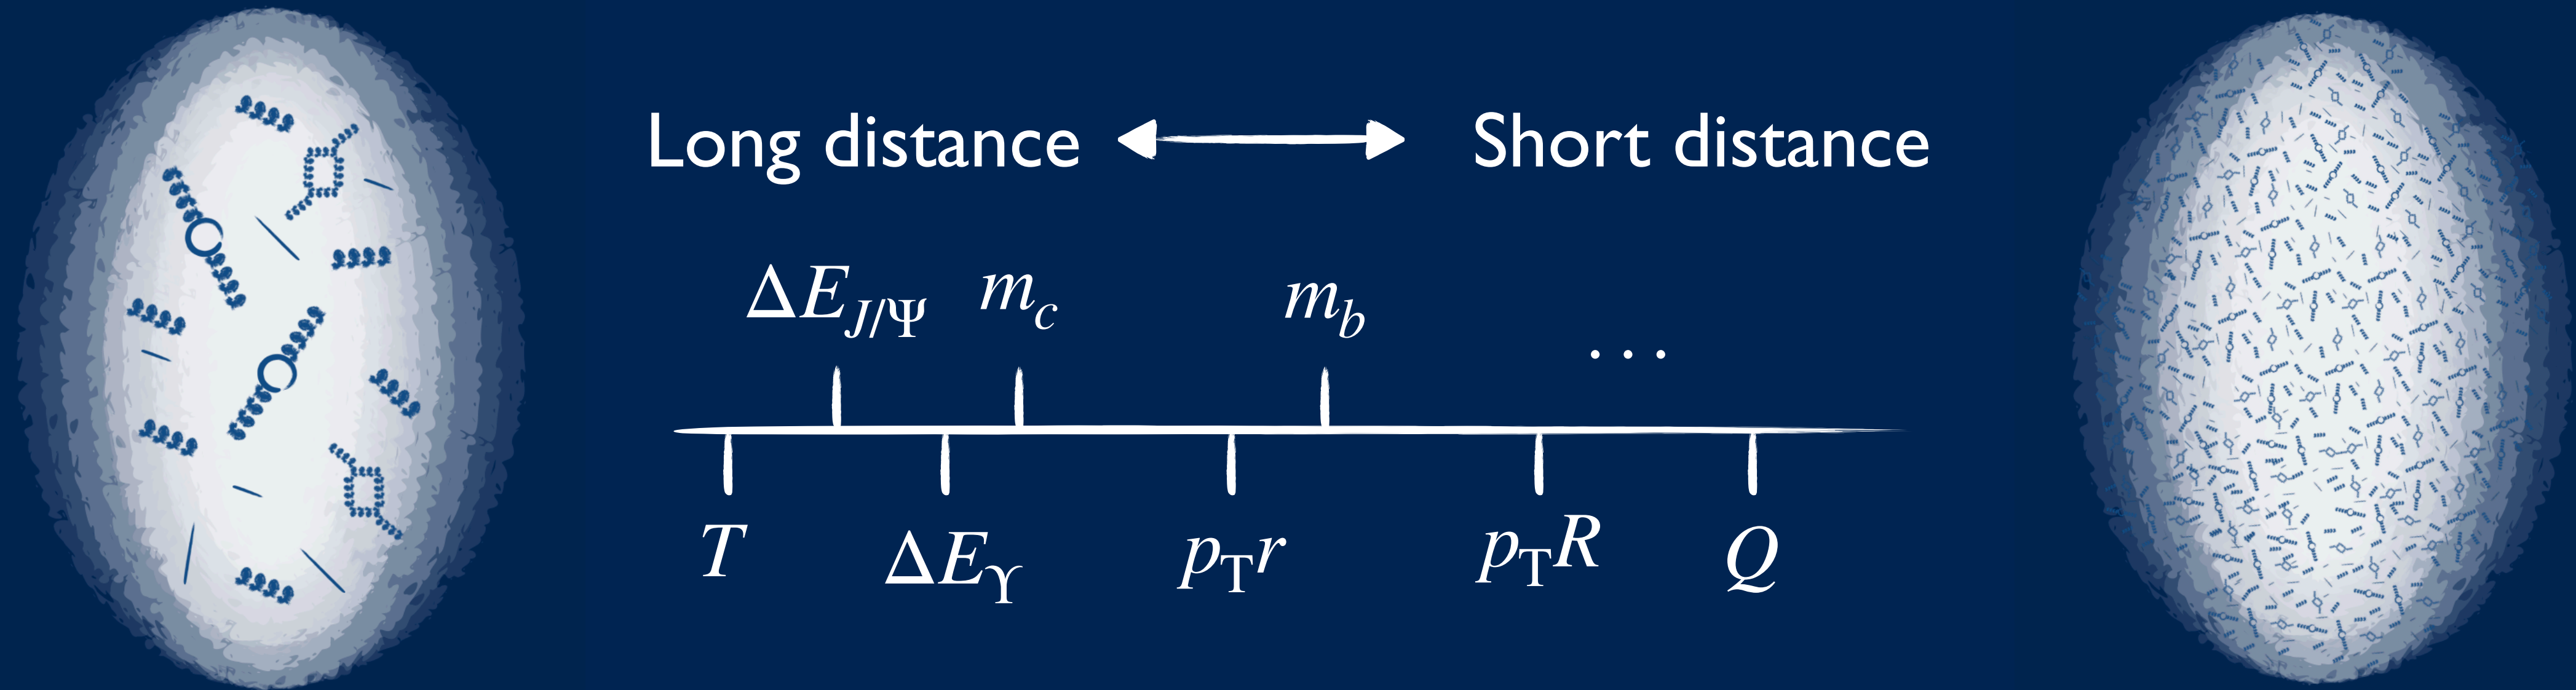 Long distance Short distance
ΔE_{J/Ψ} m_c m_b ...
T ΔE_ϒ p_T r p_T R Q